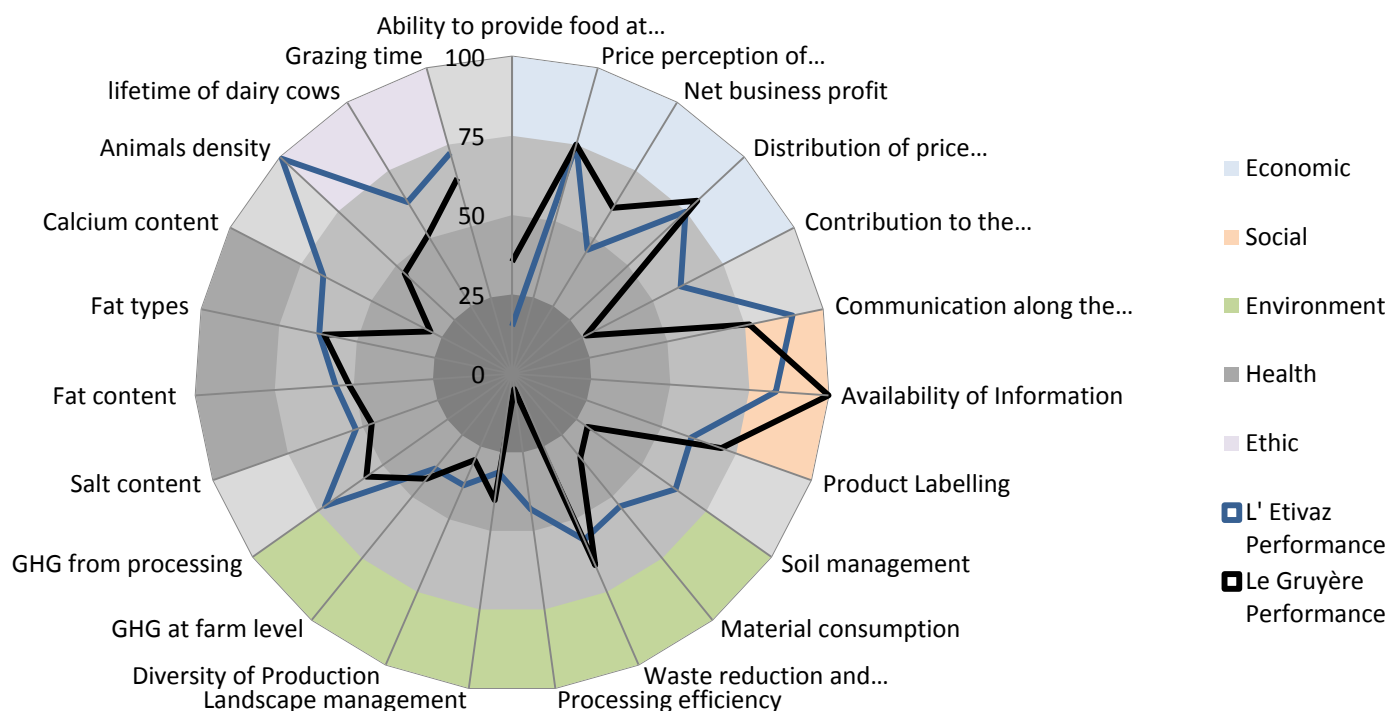 Ability to provide food at...
Price perception of...
Net business profit
Distribution of price...
Contribution to the...
Communication along the...
Availability of Information
Product Labelling
Soil management
Material consumption
Waste reduction and...
Processing efficiency
Landscape management
Diversity of Production
GHG at farm level
GHG from processing
Salt content
Fat content
Fat types
Calcium content
Animals density
lifetime of dairy cows
Grazing time
100
75
50
25
0
Economic
Social
Environment
Health
Ethic
L' Etivaz
Performance
Le Gruyère
Performance